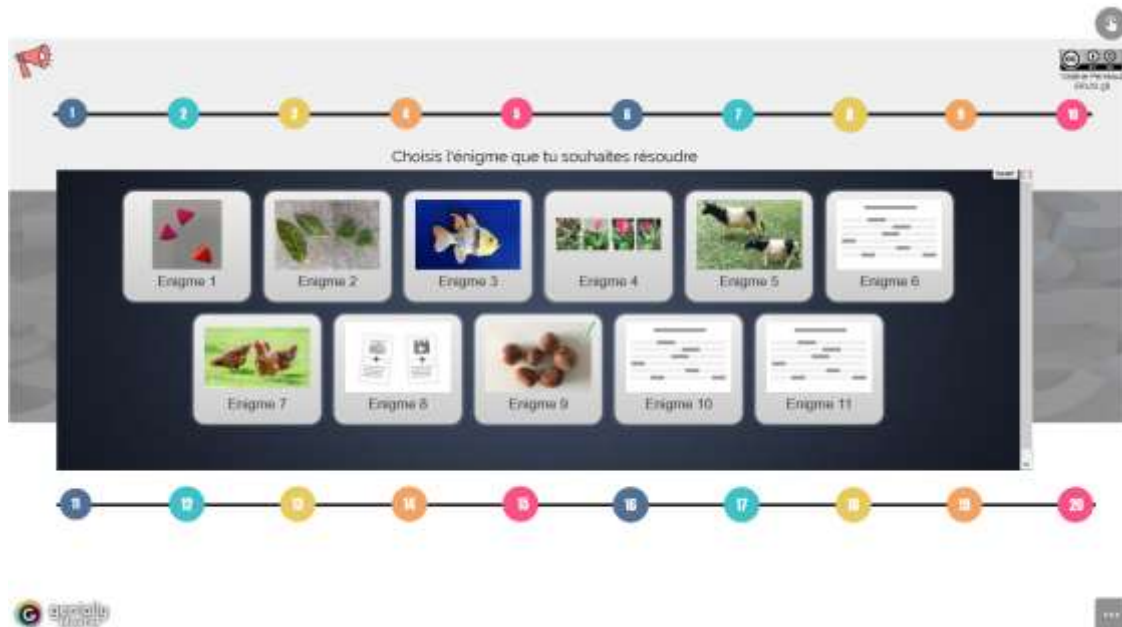 1 2 3 4 5 6 7 8 9 10
Choisis l'énigme que tu souhaites résoudre
Enigme 1
Enigme 2
Enigme 3
Enigme 4
Enigme 5
Enigme 6
Enigme 7
Enigme 8
Enigme 9
Enigme 10
Enigme 11
11 12 13 14 15 16 17 18 19 20
genially